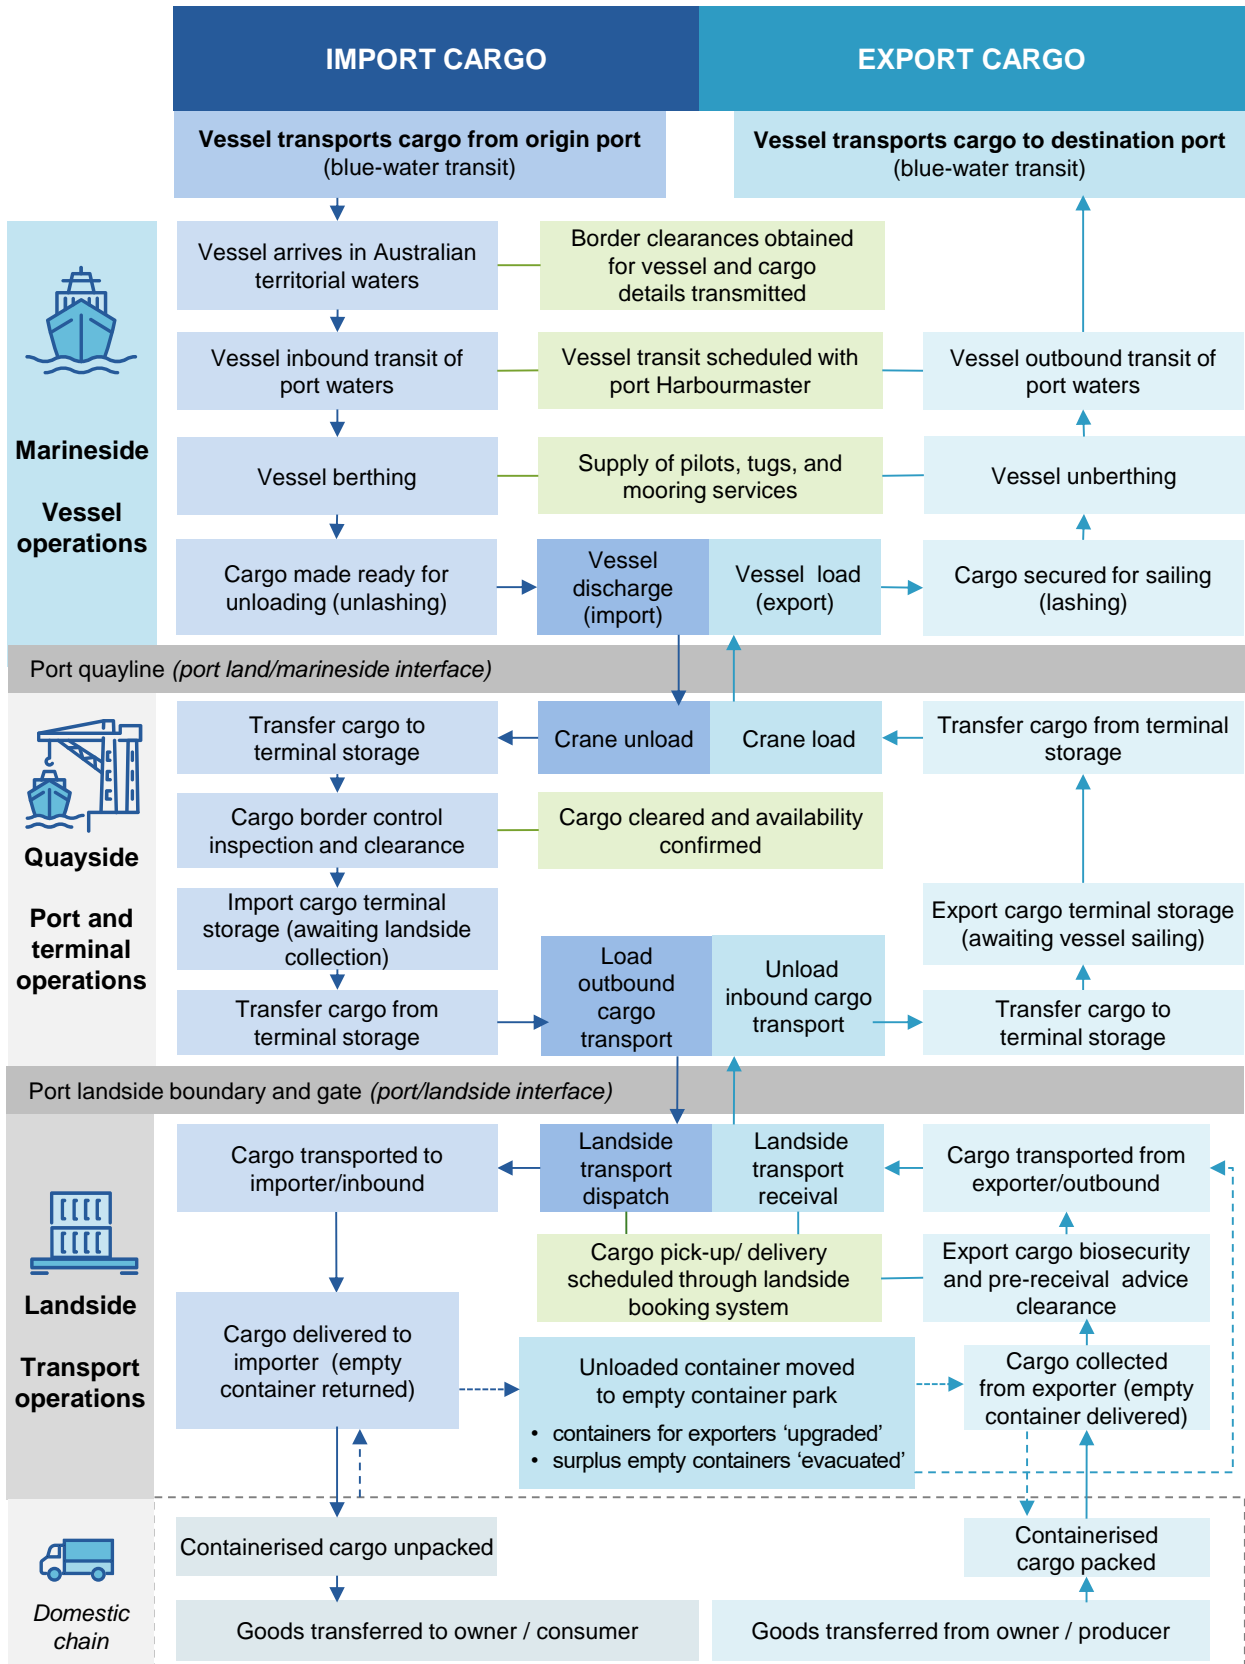 IMPORT CARGO
EXPORT CARGO
Vessel transports cargo from origin port
(blue-water transit)
Vessel transports cargo to destination port
(blue-water transit)
Marineside
Vessel
operations
Vessel arrives in Australian
territorial waters
Border clearances obtained
for vessel and cargo
details transmitted
Vessel inbound transit of
port waters
Vessel transit scheduled with
port Harbourmaster
Vessel outbound transit of
port waters
Vessel berthing
Supply of pilots, tugs, and
mooring services
Vessel unberthing
Cargo made ready for
unloading (unlashing)
Vessel
discharge
(import)
Vessel load
(export)
Cargo secured for sailing
(lashing)
Port quayline (port land/marineside interface)
Quayside
Port and
terminal
operations
Transfer cargo to
terminal storage
Crane unload
Crane load
Transfer cargo from terminal
storage
Cargo border control
inspection and clearance
Cargo cleared and availability
confirmed
Import cargo terminal
storage (awaiting landside
collection)
Export cargo terminal storage
(awaiting vessel sailing)
Transfer cargo from
terminal storage
Load
outbound
cargo
transport
Unload
inbound cargo
transport
Transfer cargo to
terminal storage
Port landside boundary and gate (port/landside interface)
Landside
Transport
operations
Cargo transported to
importer/inbound
Landside
transport
dispatch
Landside
transport
receival
Cargo transported from
exporter/outbound
Cargo pick-up/ delivery
scheduled through landside
booking system
Export cargo biosecurity
and pre-receival advice
clearance
Cargo delivered to
importer (empty
container returned)
Unloaded container moved
to empty container park
• containers for exporters ‘upgraded’
• surplus empty containers ‘evacuated’
Cargo collected
from exporter (empty
container delivered)
Domestic
chain
Containerised cargo unpacked
Containerised
cargo packed
Goods transferred to owner / consumer
Goods transferred from owner / producer